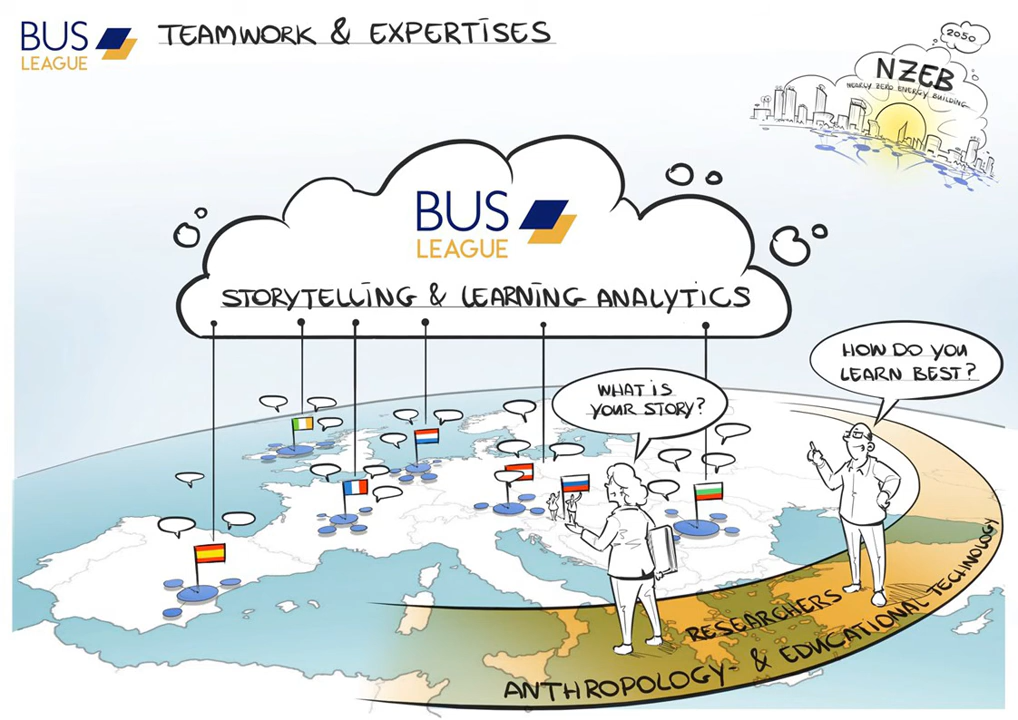 BUS
LEAGUE
TEAMWORK & EXPERTISES
2050
NZEB
NEARLY ZERO ENERGY BUILDING
BUS
LEAGUE
STORYTELLING & LEARNING ANALYTICS
HOW DO YOU
LEARN BEST?
WHAT IS
YOUR STORY?
RESEARCHERS
ANTHROPOLOGY- & EDUCATIONAL TECHNOLOGY